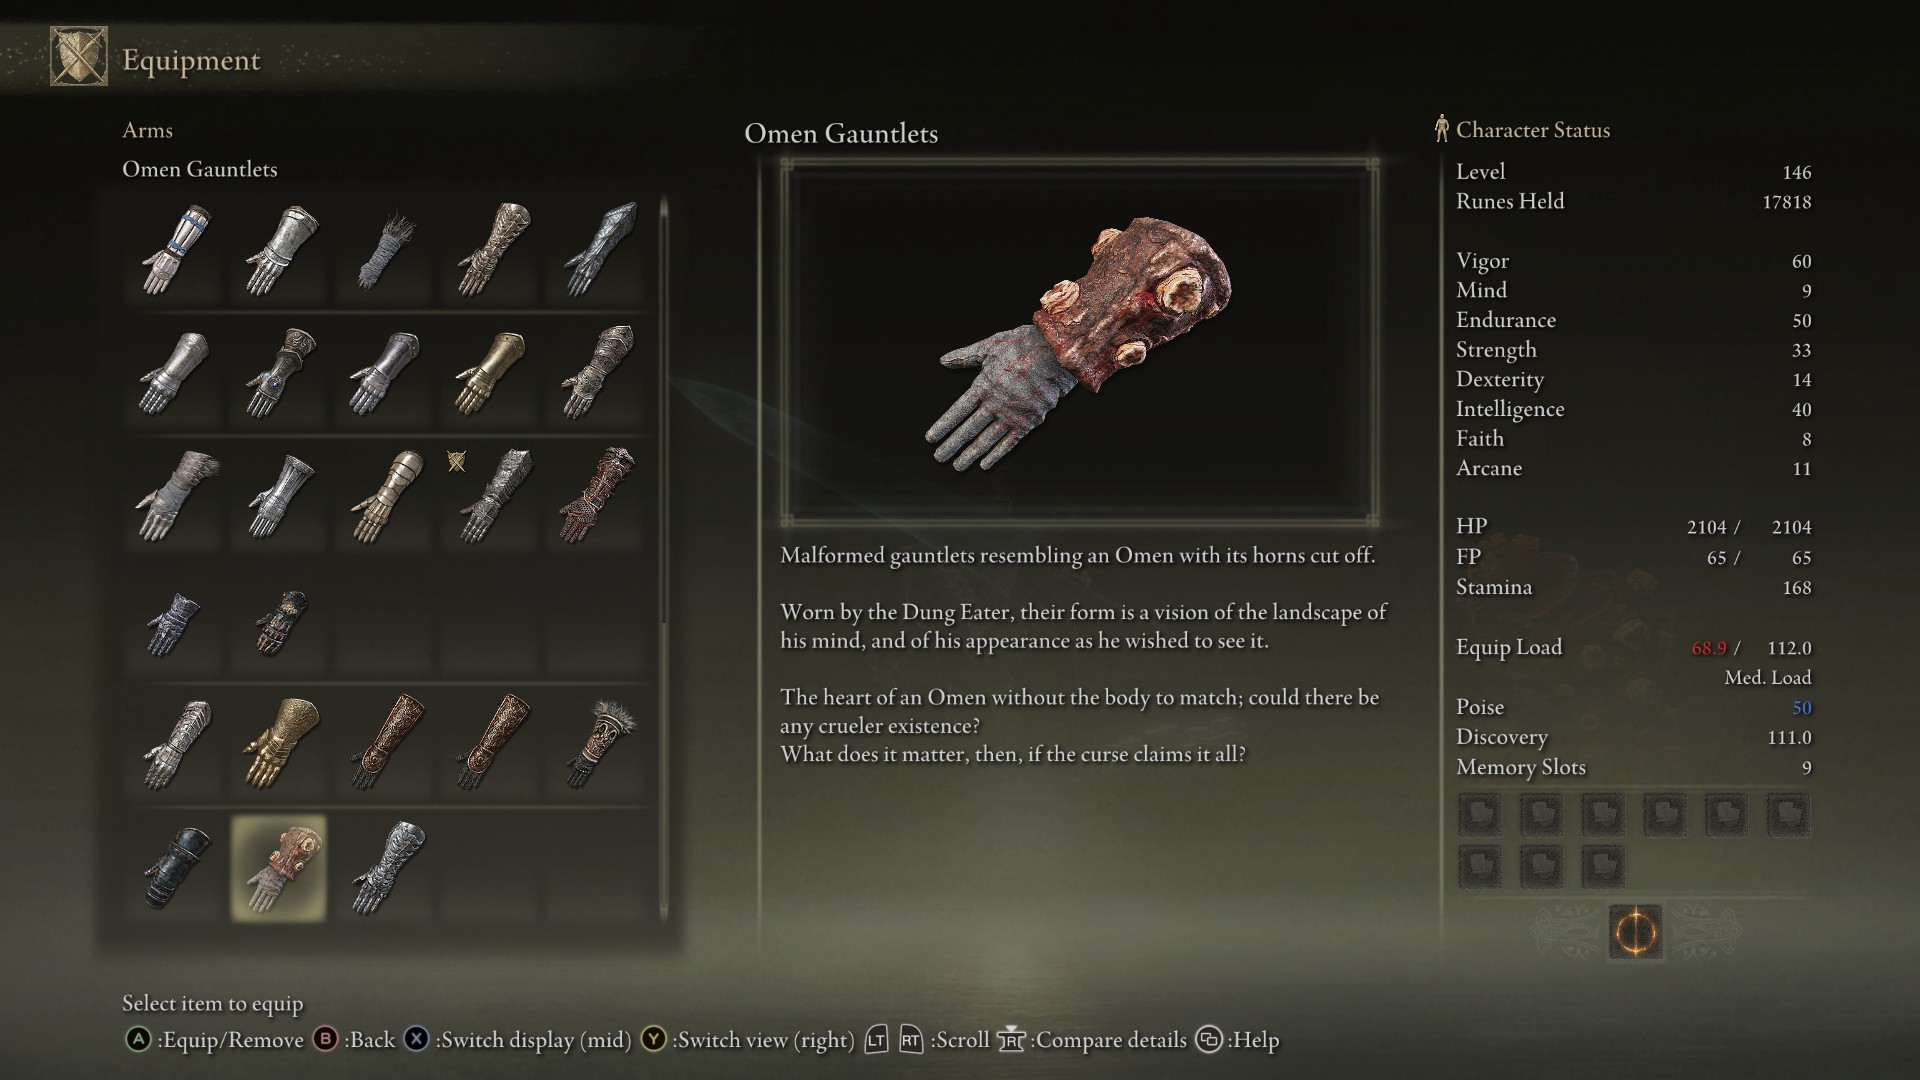 Equipment
Arms
Omen Gauntlets
Omen Gauntlets
Malformed gauntlets resembling an Omen with its horns cut off.
Worn by the Dung Eater, their form is a vision of the landscape of
his mind, and of his appearance as he wished to see it.
The heart of an Omen without the body to match; could there be
any crueler existence?
What does it matter, then, if the curse claims it all?
Character Status
Level 146
Runes Held 17818
Vigor 60
Mind 9
Endurance 50
Strength 33
Dexterity 14
Intelligence 40
Faith 8
Arcane 11
HP 2104 / 2104
FP 65 / 65
Stamina 168
Equip Load 68.9 / 112.0
Med. Load
Poise 50
Discovery 111.0
Memory Slots 9
Select item to equip
A :Equip/Remove B :Back X :Switch display (mid) Y :Switch view (right) LT RT :Scroll R :Compare details :Help